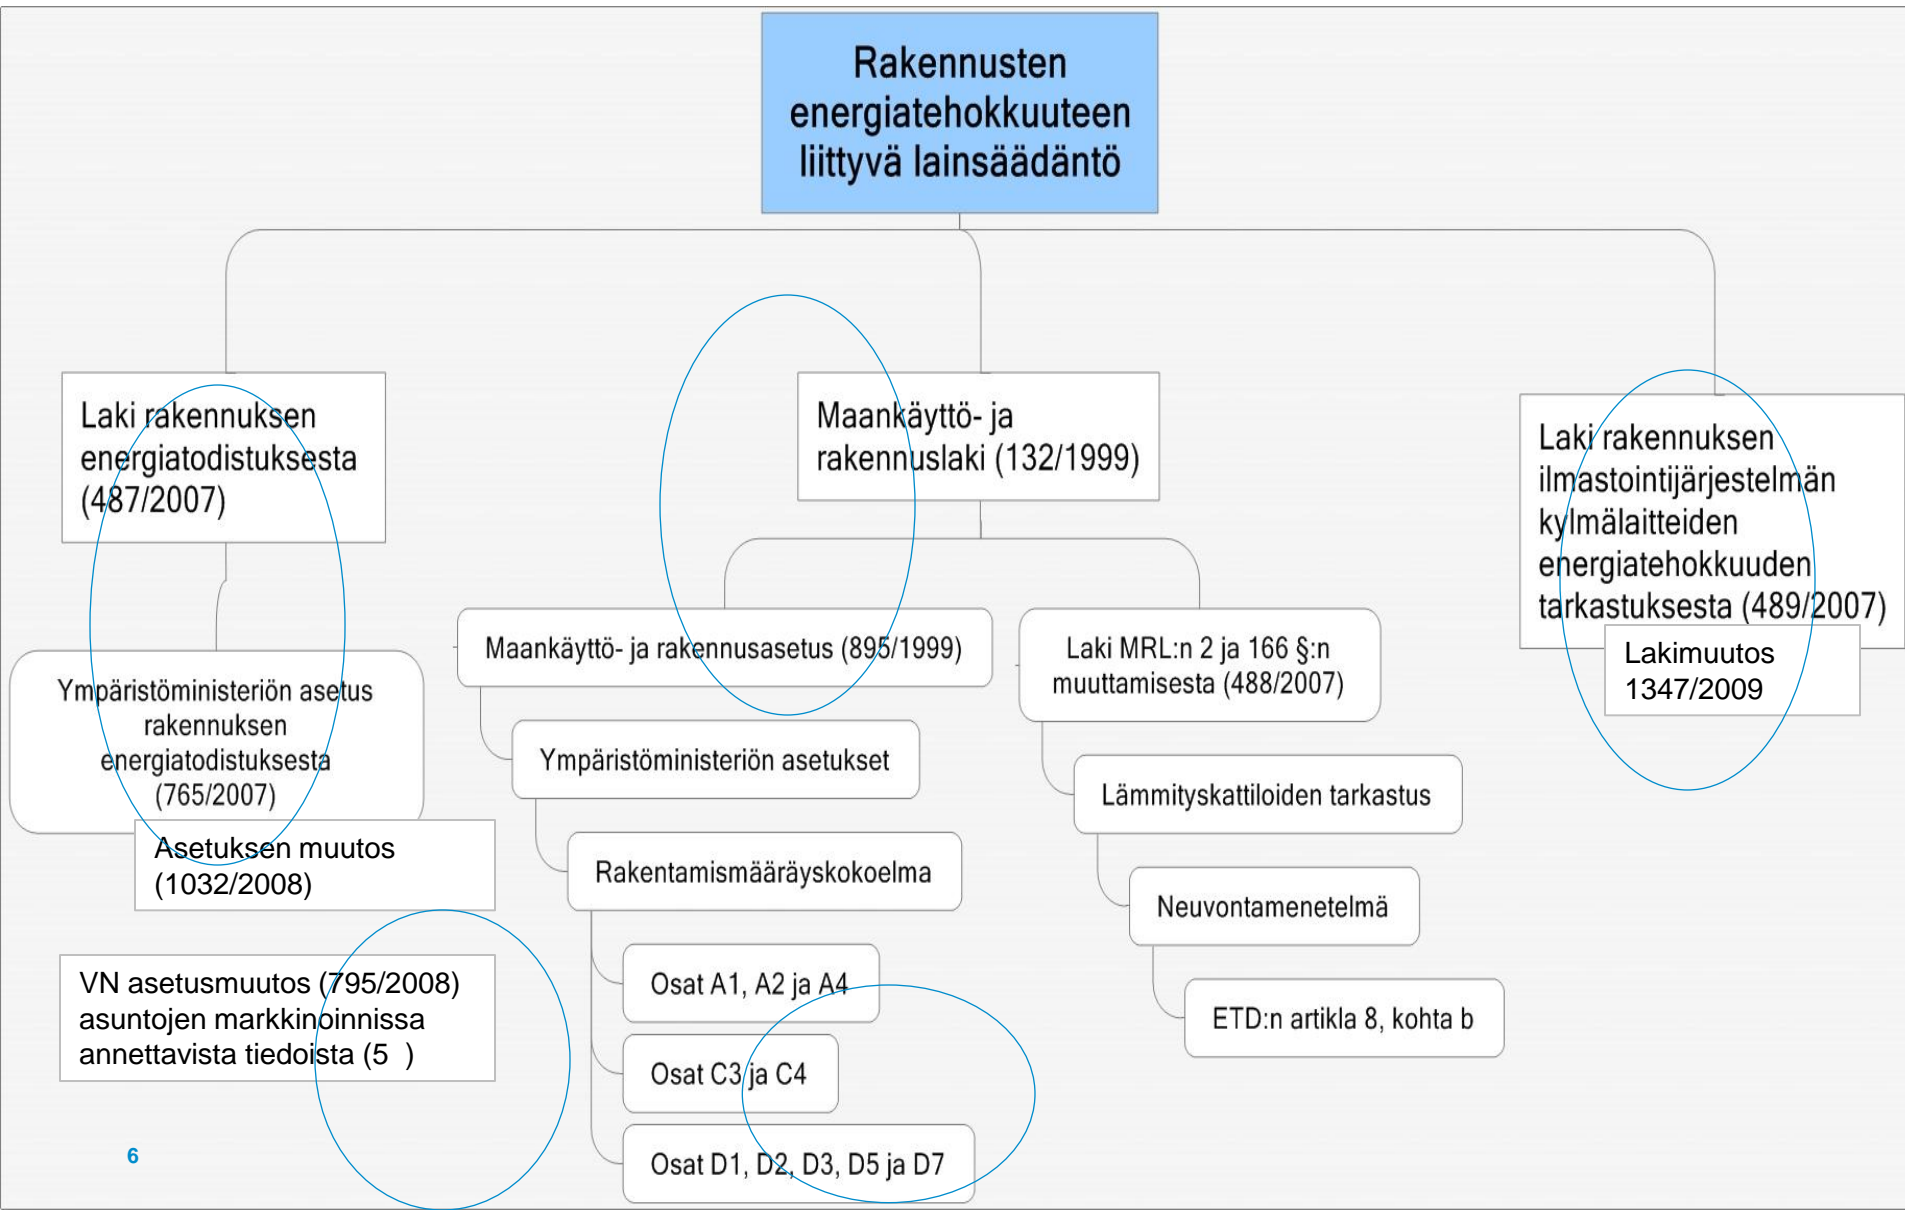 Rakennusten
energiatehokkuuteen
liittyvä lainsäädäntö
Laki rakennuksen
energiatodistuksesta
(487/2007)
Ympäristöministeriön asetus
rakennuksen
energiatodistuksesta
(765/2007)
Asetuksen muutos
(1032/2008)
VN asetusmuutos (795/2008)
asuntojen markkinoinnissa
annettavista tiedoista (5  )
Maankäyttö- ja
rakennuslaki (132/1999)
Maankäyttö- ja rakennusasetus (895/1999)
Ympäristöministeriön asetukset
Rakentamismääräyskokoelma
Osat A1, A2 ja A4
Osat C3 ja C4
Osat D1, D2, D3, D5 ja D7
Laki MRL:n 2 ja 166 §:n
muuttamisesta (488/2007)
Lämmityskattiloiden tarkastus
Neuvontamenetelmä
ETD:n artikla 8, kohta b
Laki rakennuksen
ilmastointijärjestelmän
kylmälaitteiden
energiatehokkuuden
tarkastuksesta (489/2007)
Lakimuutos
1347/2009
6